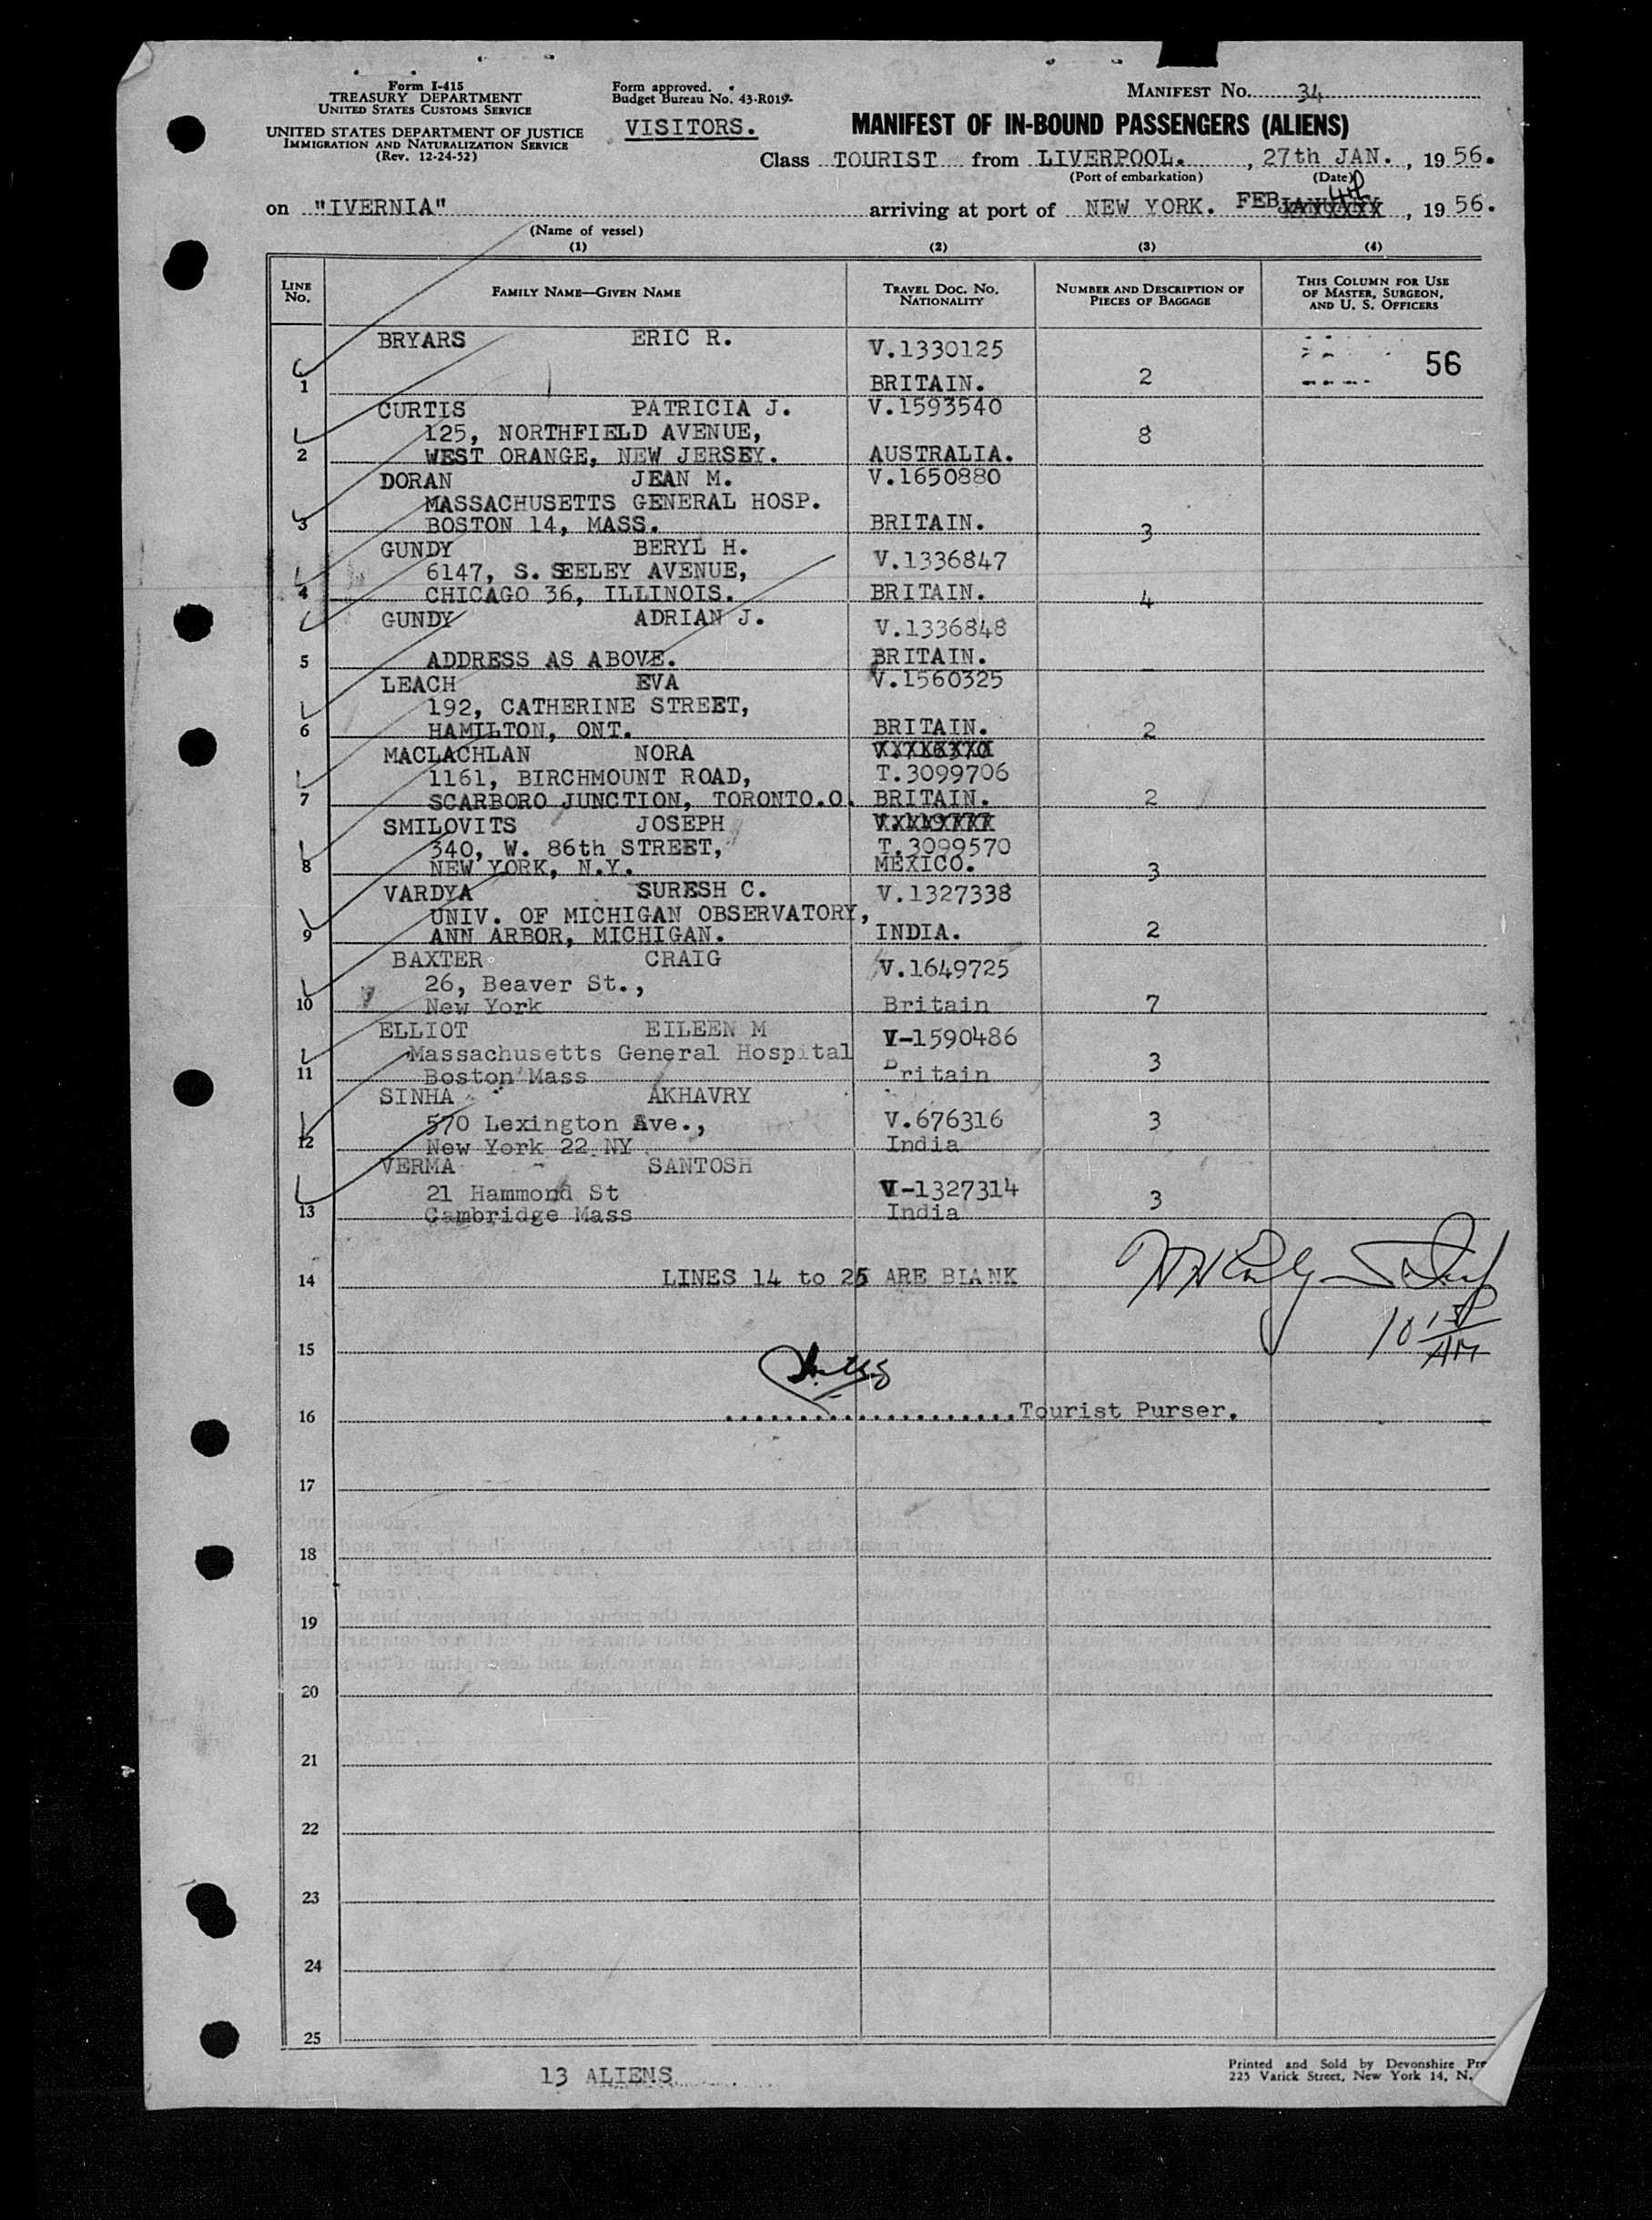 Form I-415
TREASURY DEPARTMENT
UNITED STATES CUSTOMS SERVICE
UNITED STATES DEPARTMENT OF JUSTICE
IMMIGRATION AND NATURALIZATION SERVICE
(Rev. 12-24-52)
Form approved.
Budget Bureau No. 43-R019-
VISITORS.
MANIFEST NO. 34
MANIFEST OF IN-BOUND PASSENGERS (ALIENS)
Class TOURIST from LIVERPOOL. , 27th JAN. , 1956.
(Port of embarkation) (Date)
on "IVERNIA" arriving at port of NEW YORK. FEB 4th , 1956.
(Name of vessel)
(1) (2) (3) (4)
LINE No. FAMILY NAME—GIVEN NAME TRAVEL DOC. NO. NATIONALITY NUMBER AND DESCRIPTION OF PIECES OF BAGGAGE THIS COLUMN FOR USE OF MASTER, SURGEON, AND U. S. OFFICERS
BRYARS ERIC R. V.1330125 56
1 BRITAIN. 2
CURTIS PATRICIA J. V.1593540
125, NORTHFIELD AVENUE, 8
2 WEST ORANGE, NEW JERSEY. AUSTRALIA.
DORAN JEAN M. V.1650880
MASSACHUSETTS GENERAL HOSP.
3 BOSTON 14, MASS. BRITAIN. 3
GUNDY BERYL H. V.1336847
6147, S. SEELEY AVENUE,
4 CHICAGO 36, ILLINOIS. BRITAIN. 4
GUNDY ADRIAN J. V.1336848
5 ADDRESS AS ABOVE. BRITAIN. —
LEACH EVA V.1560325
192, CATHERINE STREET,
6 HAMILTON, ONT. BRITAIN. 2
MACLACHLAN NORA
1161, BIRCHMOUNT ROAD, T.3099706
7 SCARBORO JUNCTION, TORONTO.O. BRITAIN. 2
SMILOVITS JOSEPH
340, W. 86th STREET, T.3099570
8 NEW YORK, N.Y. MEXICO. 3
VARDYA SURESH C. V.1327338
UNIV. OF MICHIGAN OBSERVATORY,
9 ANN ARBOR, MICHIGAN. INDIA. 2
BAXTER CRAIG V.1649725
26, Beaver St.,
10 New York Britain 7
ELLIOT EILEEN M V-1590486
Massachusetts General Hospital 3
11 Boston Mass Britain
SINHA AKHAVRY
570 Lexington Ave., V.676316 3
12 New York 22 NY India
VERMA SANTOSH
21 Hammond St V-1327314 3
13 Cambridge Mass India
14 LINES 14 to 25 ARE BLANK
10 15 AM
15
16 ...................Tourist Purser.
17
18
19
20
21
22
23
24
25
13 ALIENS
Printed and Sold by Devonshire Pre
225 Varick Street, New York 14, N.